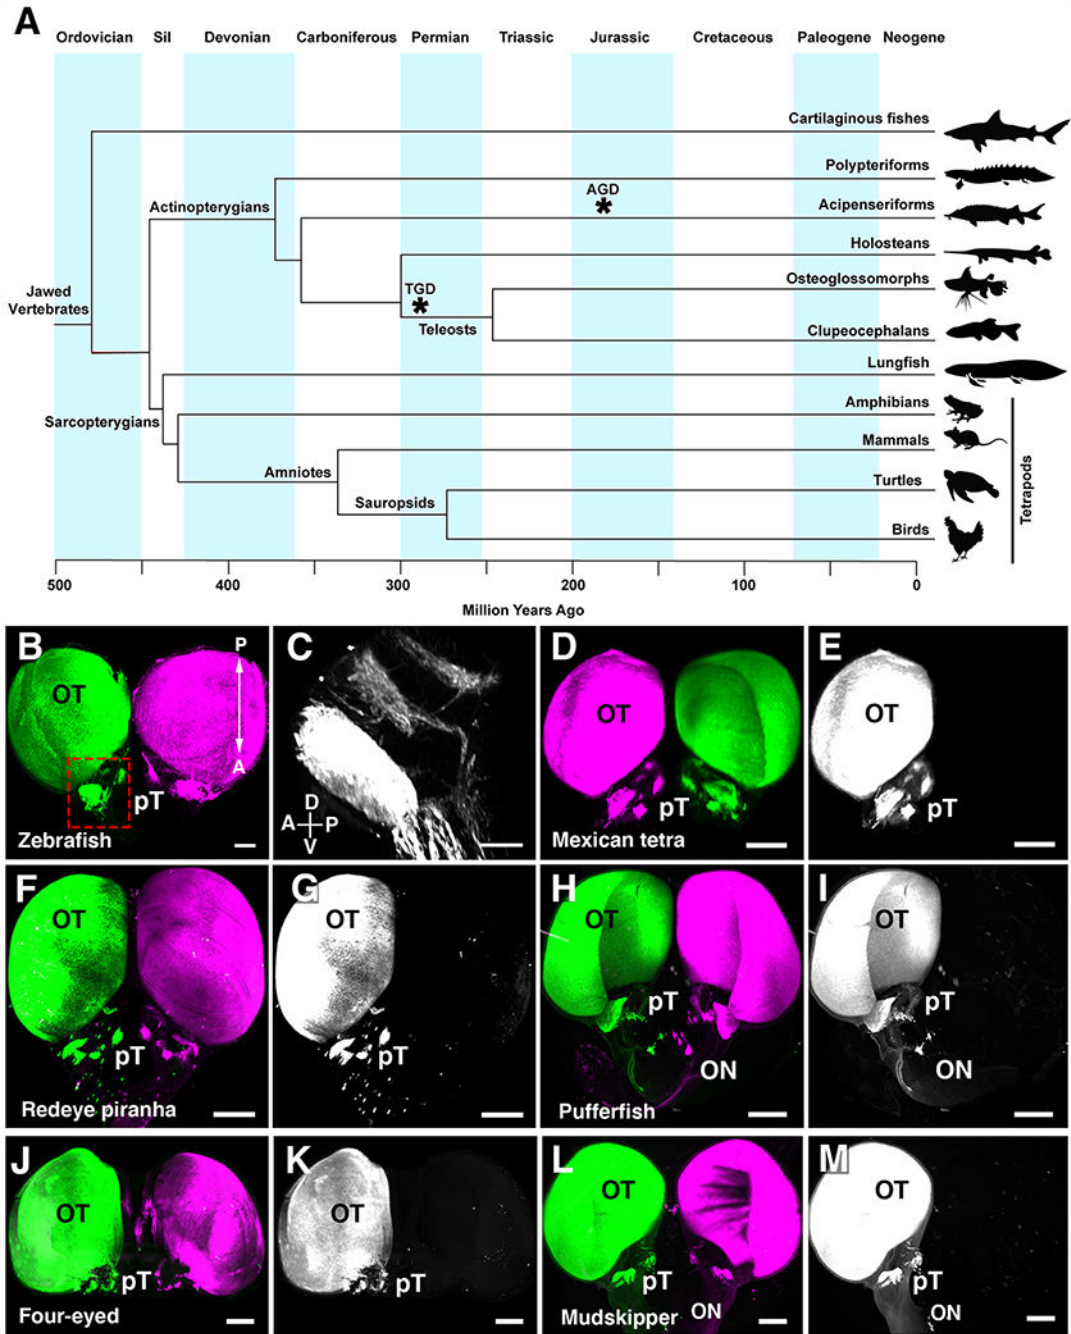 A
Ordovician Sil Devonian Carboniferous Permian Triassic Jurassic Cretaceous Paleogene Neogene
Cartilaginous fishes
Polypteriforms
AGD
*
Actinopterygians
Acipenseriforms
Holosteans
Osteoglossomorphs
Jawed
Vertebrates
TGD
*
Teleosts
Clupeocephalans
Lungfish
Amphibians
Sarcopterygians
Mammals
Amniotes
Turtles
Sauropsids
Birds
Tetrapods
500 400 300 200 100 0
Million Years Ago
B
P
OT
A
pT
Zebrafish
C
D
A P
V
D
OT
pT
Mexican tetra
E
OT
pT
F
OT
pT
Redeye piranha
G
OT
pT
H
OT
pT
ON
Pufferfish
I
OT
pT
ON
J
OT
pT
Four-eyed
K
OT
pT
L
OT
pT
Mudskipper ON
M
OT
pT
ON